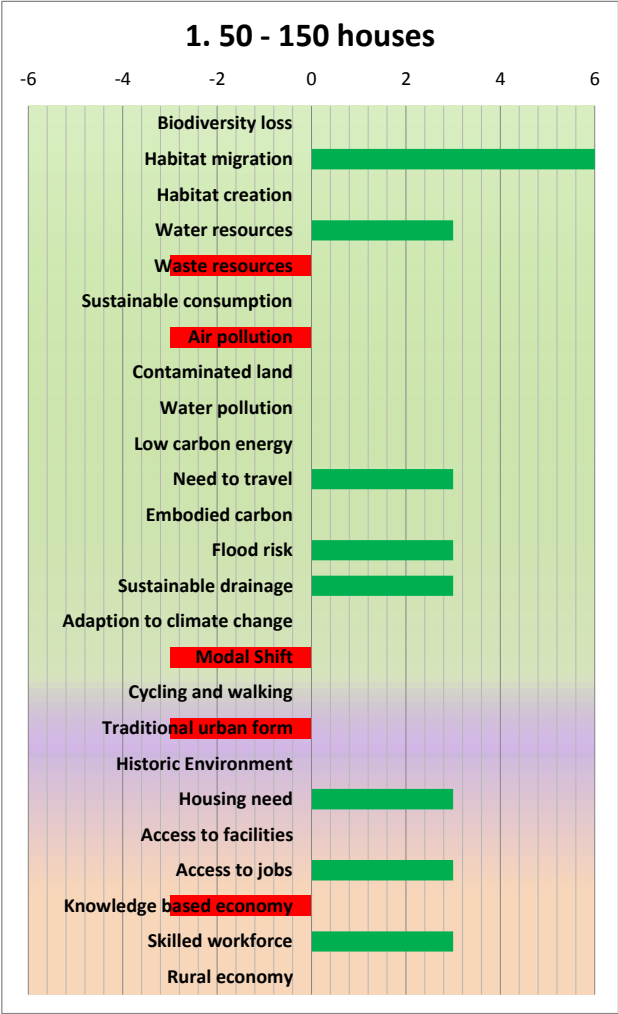 1. 50 - 150 houses
-6 -4 -2 0 2 4 6
Biodiversity loss
Habitat migration
Habitat creation
Water resources
Waste resources
Sustainable consumption
Air pollution
Contaminated land
Water pollution
Low carbon energy
Need to travel
Embodied carbon
Flood risk
Sustainable drainage
Adaption to climate change
Modal Shift
Cycling and walking
Traditional urban form
Historic Environment
Housing need
Access to facilities
Access to jobs
Knowledge based economy
Skilled workforce
Rural economy